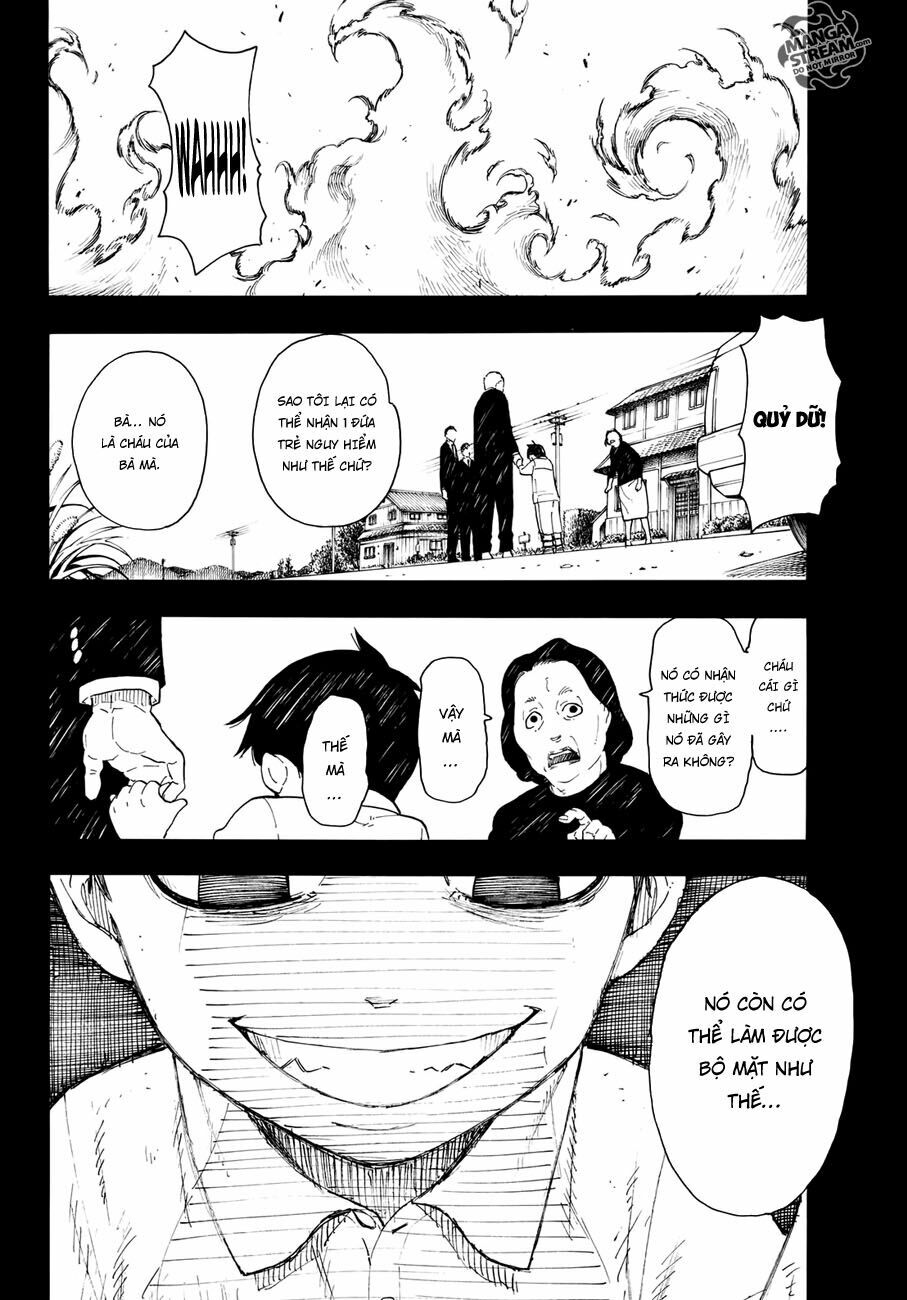 MANGA
STREAM.com
DO NOT MIRROR
WAHHH!
QUỶ DỮ!
SAO TÔI LẠI CÓ
THỂ NHẬN 1 ĐỨA
TRẺ NGUY HIỂM
NHƯ THẾ CHỨ?
BÀ... NÓ
LÀ CHÁU CỦA
BÀ MÀ.
CHÁU
CÁI GÌ
CHỨ
....
NÓ CÓ NHẬN
THỨC ĐƯỢC
NHỮNG GÌ
NÓ ĐÃ GÂY
RA KHÔNG?
VẬY
MÀ
...
THẾ
MÀ
...
NÓ CÒN CÓ
THỂ LÀM ĐƯỢC
BỘ MẶT NHƯ
THẾ...